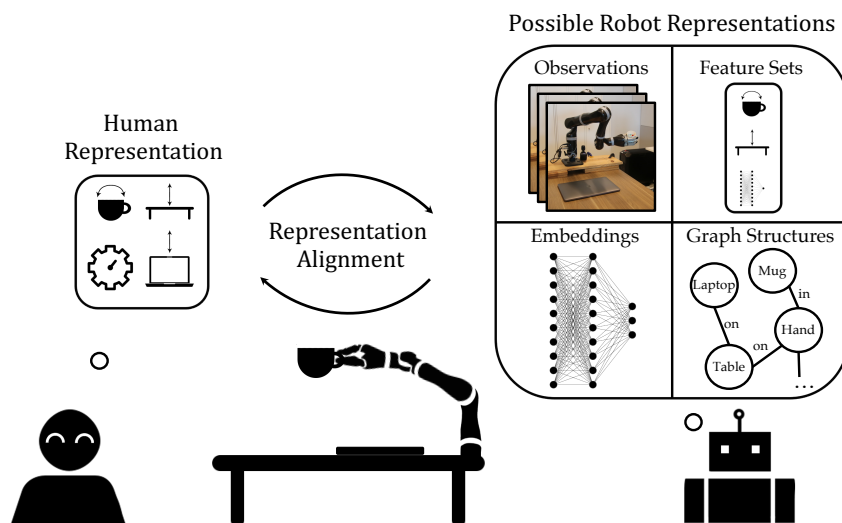 Possible Robot Representations
Observations
Feature Sets
Human
Representation
Representation
Alignment
Embeddings
Graph Structures
Mug
Laptop
in
on
Hand
on
Table
...